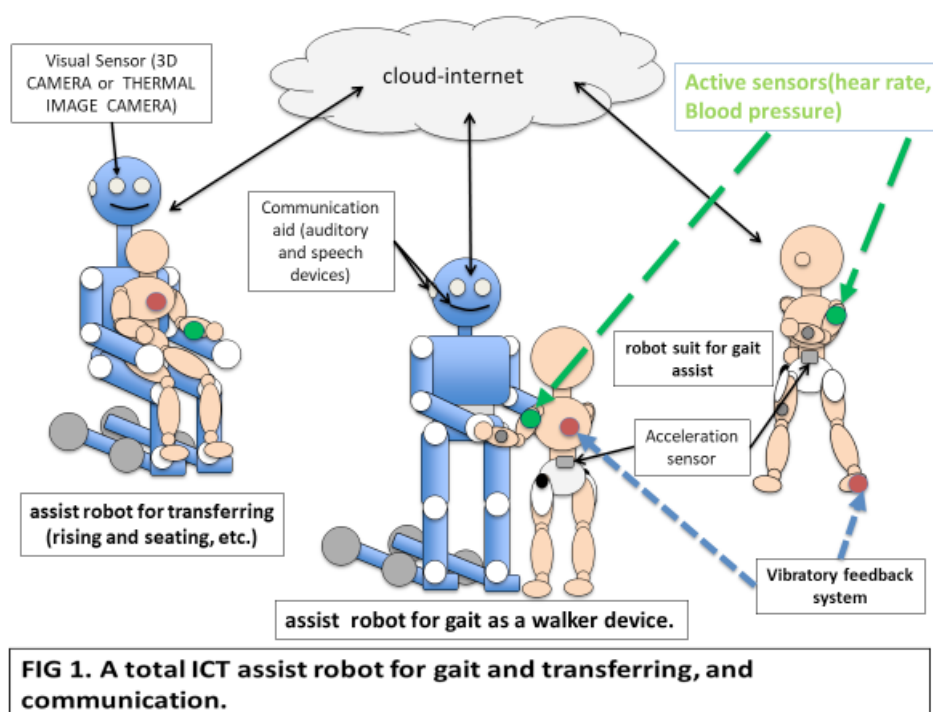 Visual Sensor (3D
CAMERA or THERMAL
IMAGE CAMERA)
cloud-internet
Active sensors(hear rate,
Blood pressure)
Communication
aid (auditory
and speech
devices)
robot suit for gait
assist
Acceleration
sensor
assist robot for transferring
(rising and seating, etc.)
Vibratory feedback
system
assist robot for gait as a walker device.
FIG 1. A total ICT assist robot for gait and transferring, and
communication.